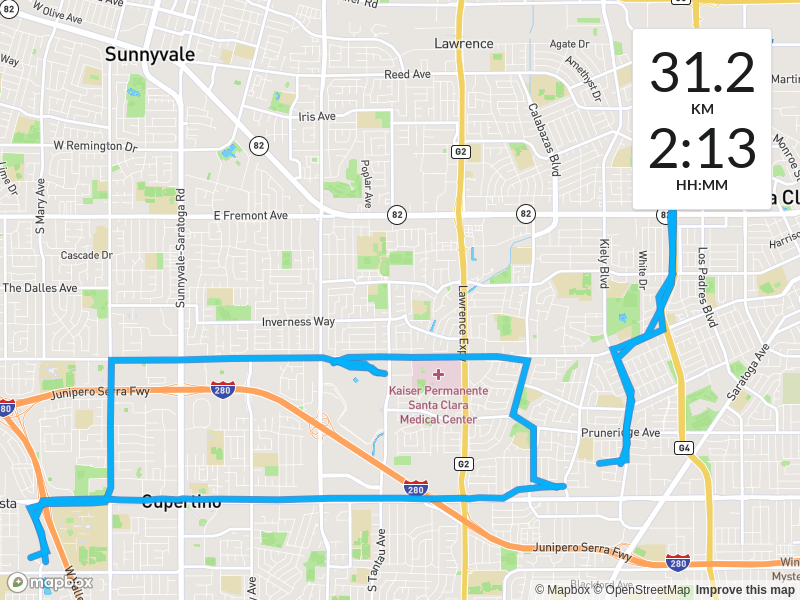 82
W Olive Ave
Sunnyvale
Lawrence
Agate Dr
Reed Ave
Amethyst Dr
31.2
KM
2:13
HH:MM
Iris Ave
Calabazas Blvd
W Remington Dr
82
G2
Monroe S
Lime Dr
S Mary Ave
Sunnyvale-Saratoga Rd
Poplar Ave
E Fremont Ave
82
82
82
a Cl
Harrison
Cascade Dr
Kiely Blvd
White Dr
Los Padres Blvd
The Dalles Ave
Lawrence Expy
Inverness Way
Saratoga Ave
Junipero Serra Fwy
280
280
Kaiser Permanente
Santa Clara
Medical Center
Pruneridge Ave
G4
G2
280
Cupertino
sta
S Tantau Ave
Junipero Serra Fwy
280
Win
Myste
Blackford Ave
mapbox
© Mapbox © OpenStreetMap Improve this map